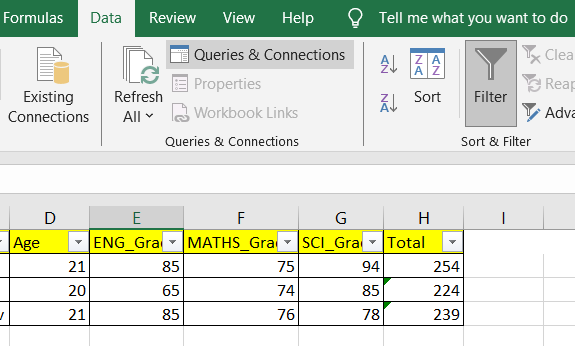 Formulas Data Review View Help Tell me what you want to do
Existing
Connections
Refresh
All
Queries & Connections
Properties
Workbook Links
Queries & Connections
Sort
Filter
Clea
Reap
Adva
Sort & Filter
D E F G H I
Age ENG_Grad MATHS_Grad SCI_Grad Total
21 85 75 94 254
20 65 74 85 224
21 85 76 78 239